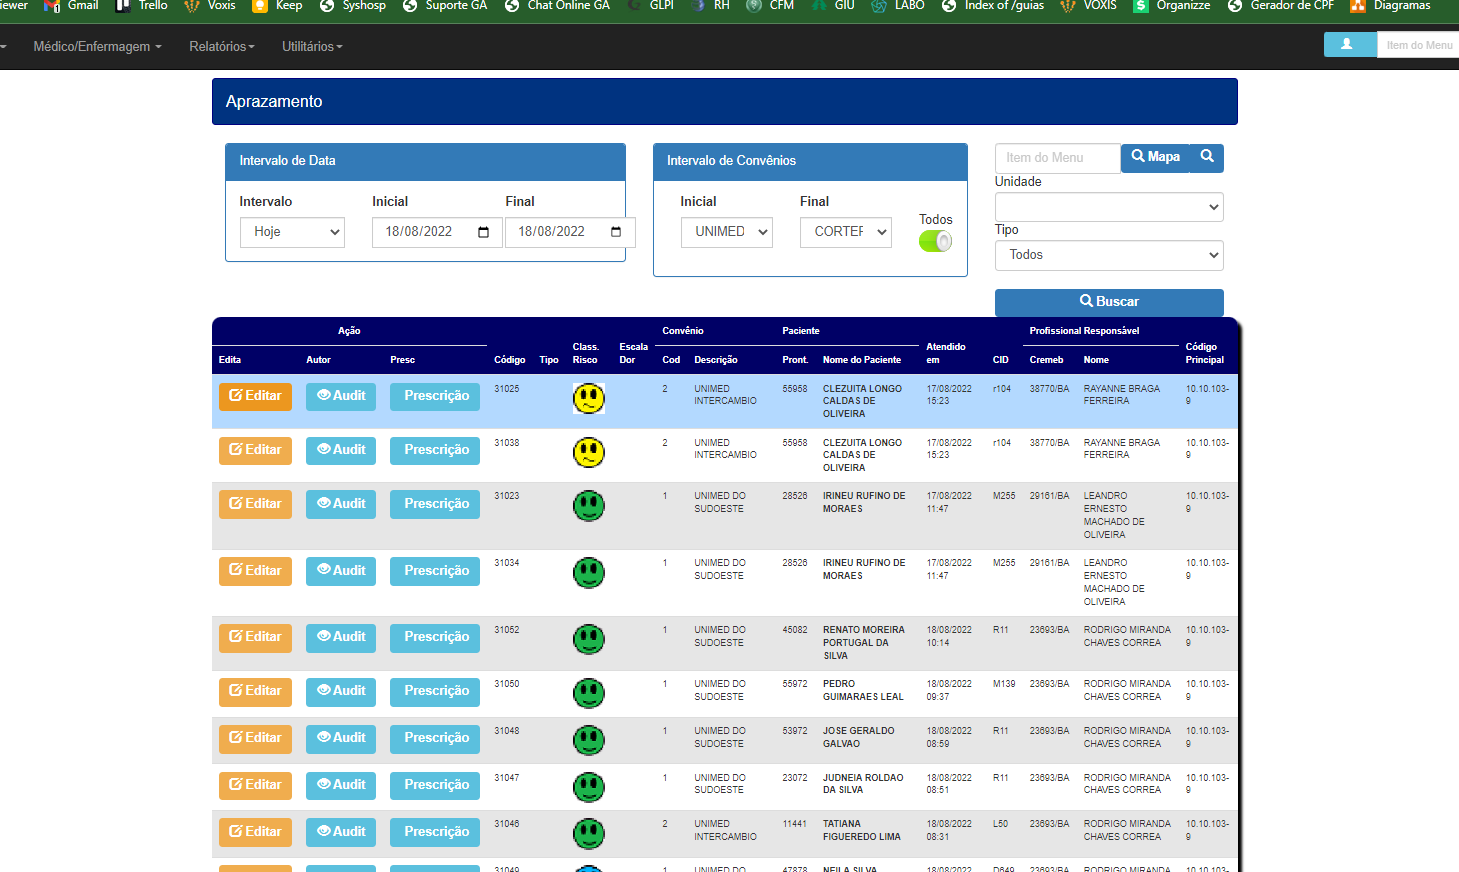 iewer Gmail Trello Voxis Keep Syshosp Suporte GA Chat Online GA GLPI RH CFM GIU LABO Index of /guias VOXIS Organizze Gerador de CPF Diagramas
Médico/Enfermagem Relatórios Utilitários Item do Menu
Aprazamento
Intervalo de Data
Intervalo Inicial Final
Hoje 18/08/2022 18/08/2022
Intervalo de Convênios
Inicial Final Todos
UNIMED CORTEF
Item do Menu Mapa
Unidade
Tipo
Todos
Buscar
Ação Convênio Paciente Profissional Responsável
Edita Autor Presc Código Tipo Class. Risco Escala Dor Cod Descrição Pront. Nome do Paciente Atendido em CID Cremeb Nome Código Principal
Editar Audit Prescrição 31025 2 UNIMED INTERCAMBIO 55958 CLEZUITA LONGO CALDAS DE OLIVEIRA 17/08/2022 15:23 r104 38770/BA RAYANNE BRAGA FERREIRA 10.10.103-9
Editar Audit Prescrição 31038 2 UNIMED INTERCAMBIO 55958 CLEZUITA LONGO CALDAS DE OLIVEIRA 17/08/2022 15:23 r104 38770/BA RAYANNE BRAGA FERREIRA 10.10.103-9
Editar Audit Prescrição 31023 1 UNIMED DO SUDOESTE 28526 IRINEU RUFINO DE MORAES 17/08/2022 11:47 M255 29161/BA LEANDRO ERNESTO MACHADO DE OLIVEIRA 10.10.103-9
Editar Audit Prescrição 31034 1 UNIMED DO SUDOESTE 28526 IRINEU RUFINO DE MORAES 17/08/2022 11:47 M255 29161/BA LEANDRO ERNESTO MACHADO DE OLIVEIRA 10.10.103-9
Editar Audit Prescrição 31052 1 UNIMED DO SUDOESTE 45082 RENATO MOREIRA PORTUGAL DA SILVA 18/08/2022 10:14 R11 23693/BA RODRIGO MIRANDA CHAVES CORREA 10.10.103-9
Editar Audit Prescrição 31050 1 UNIMED DO SUDOESTE 55972 PEDRO GUIMARAES LEAL 18/08/2022 09:37 M139 23693/BA RODRIGO MIRANDA CHAVES CORREA 10.10.103-9
Editar Audit Prescrição 31048 1 UNIMED DO SUDOESTE 53972 JOSE GERALDO GALVAO 18/08/2022 08:59 R11 23693/BA RODRIGO MIRANDA CHAVES CORREA 10.10.103-9
Editar Audit Prescrição 31047 1 UNIMED DO SUDOESTE 23072 JUDNEIA ROLDAO DA SILVA 18/08/2022 08:51 R11 23693/BA RODRIGO MIRANDA CHAVES CORREA 10.10.103-9
Editar Audit Prescrição 31046 2 UNIMED INTERCAMBIO 11441 TATIANA FIGUEREDO LIMA 18/08/2022 08:31 L50 23693/BA RODRIGO MIRANDA CHAVES CORREA 10.10.103-9
31049 1 UNIMED DO 47878 NEILA SILVA 18/08/2022 D649 23693/BA RODRIGO MIRANDA 10.10.103-